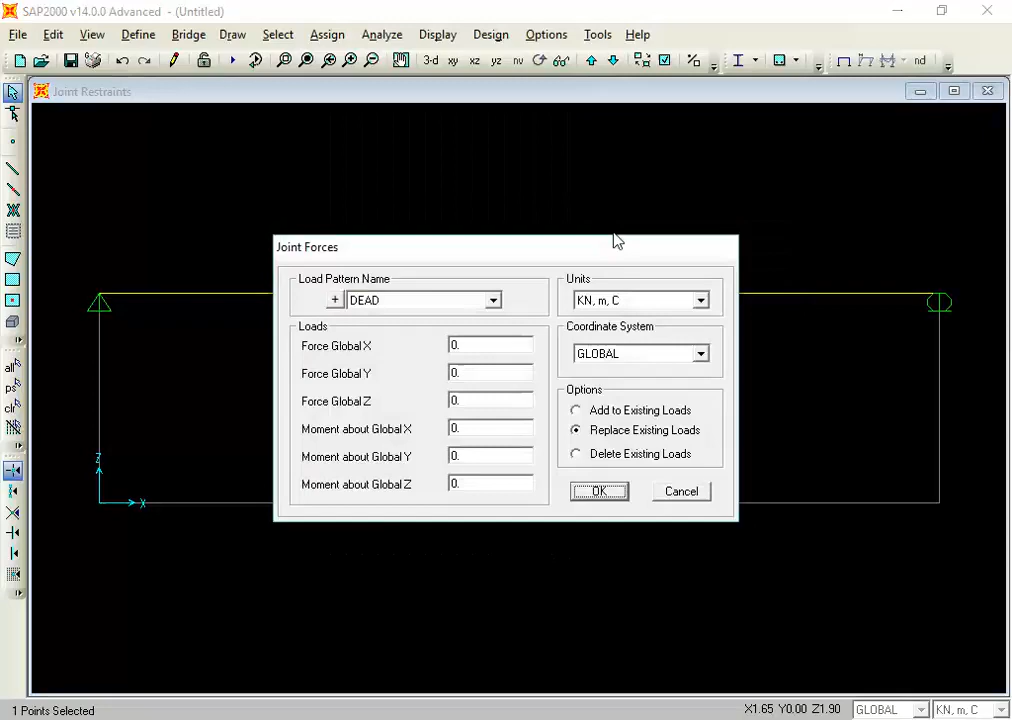 SAP2000 v14.0.0 Advanced - (Untitled)
File Edit View Define Bridge Draw Select Assign Analyze Display Design Options Tools Help
3-d xy xz yz nv nd
Joint Restraints
all
ps
clr
Joint Forces
Load Pattern Name
+ DEAD
Units
KN, m, C
Loads
Force Global X 0.
Force Global Y 0.
Force Global Z 0.
Moment about Global X 0.
Moment about Global Y 0.
Moment about Global Z 0.
Coordinate System
GLOBAL
Options
Add to Existing Loads
Replace Existing Loads
Delete Existing Loads
OK Cancel
Z
X
1 Points Selected X1.65 Y0.00 Z1.90 GLOBAL KN, m, C